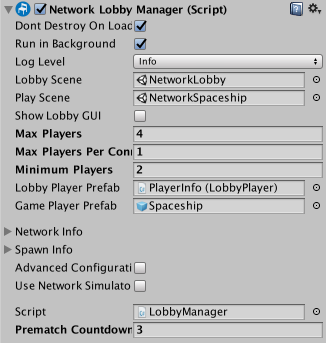 Network Lobby Manager (Script)
Dont Destroy On Load
Run in Background
Log Level Info
Lobby Scene NetworkLobby
Play Scene NetworkSpaceship
Show Lobby GUI
Max Players 4
Max Players Per Conn 1
Minimum Players 2
Lobby Player Prefab PlayerInfo (LobbyPlayer)
Game Player Prefab Spaceship
Network Info
Spawn Info
Advanced Configurati
Use Network Simulato
Script LobbyManager
Prematch Countdown 3